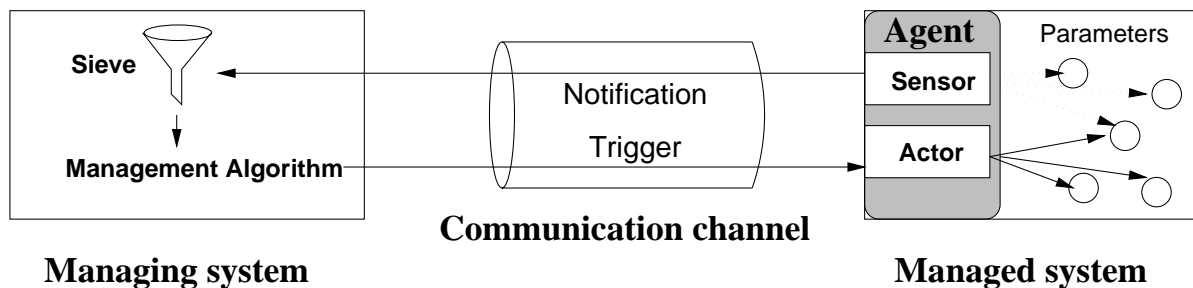 Sieve
Management Algorithm
Managing system
Notification
Trigger
Communication channel
Agent
Sensor
Actor
Parameters
Managed system